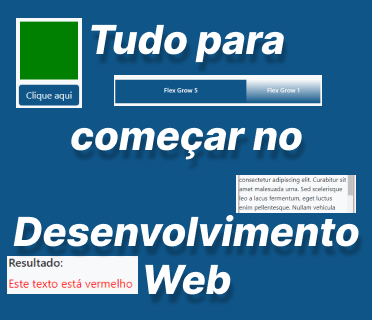 Tudo para
Clique aqui
Flex Grow 5
Flex Grow 1
começar no
consectetur adipiscing elit. Curabitur sit
amet malesuada urna. Sed scelerisque
leo a lacus fermentum, eget luctus
enim pellentesque. Nullam vehicula
Desenvolvimento
Resultado:
Este texto está vermelho
Web